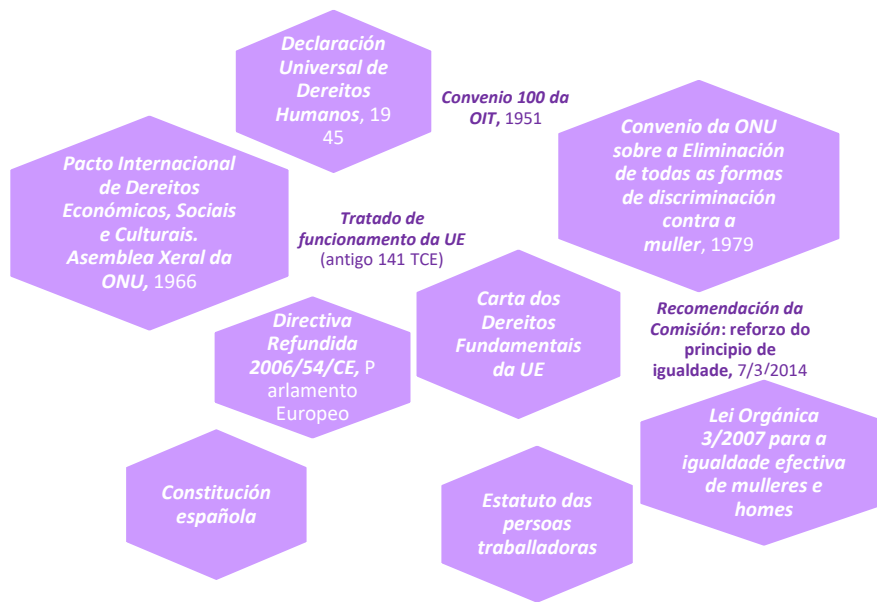 Declaración
Universal de
Dereitos
Humanos, 19
45
Convenio 100 da
OIT, 1951
Convenio da ONU
sobre a Eliminación
de todas as formas
de discriminación
contra a
muller, 1979
Pacto Internacional
de Dereitos
Económicos, Sociais
e Culturais.
Asemblea Xeral da
ONU, 1966
Tratado de
funcionamento da UE
(antigo 141 TCE)
Carta dos
Dereitos
Fundamentais
da UE
Recomendación da
Comisión: reforzo do
principio de
igualdade, 7/3/2014
Directiva
Refundida
2006/54/CE, P
arlamento
Europeo
Lei Orgánica
3/2007 para a
igualdade efectiva
de mulleres e
homes
Constitución
española
Estatuto das
persoas
traballadoras